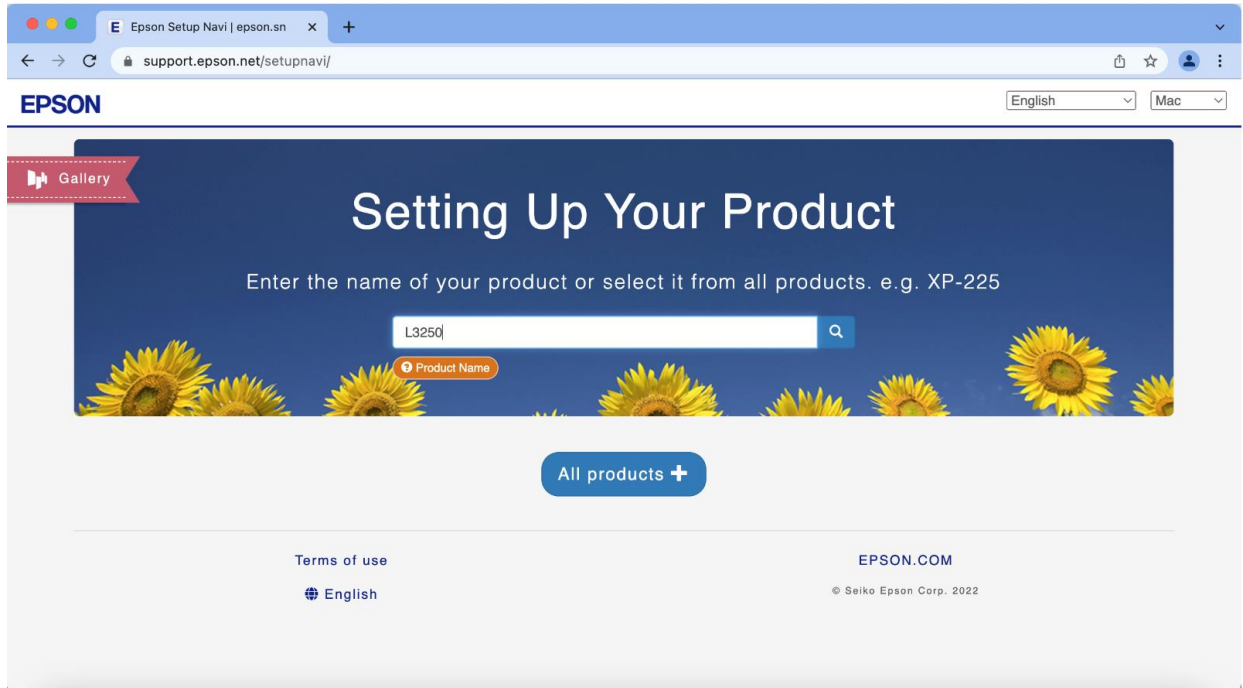 Epson Setup Navi | epson.sn
support.epson.net/setupnavi/
EPSON
English
Mac
Gallery
Setting Up Your Product
Enter the name of your product or select it from all products. e.g. XP-225
L3250
Product Name
All products
Terms of use
EPSON.COM
English
© Seiko Epson Corp. 2022